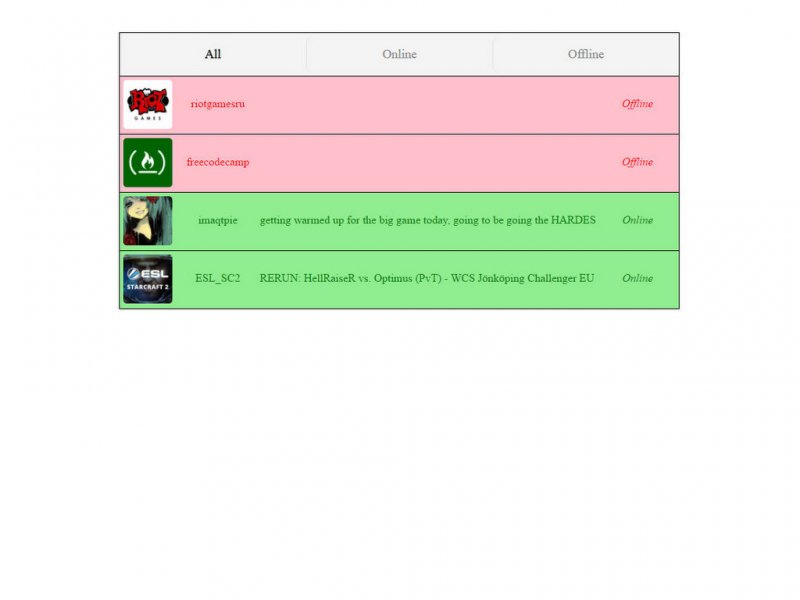 All
Online
Offline
RIOT
GAMES
riotgamesru
Offline
freecodecamp
Offline
imaqtpie
getting warmed up for the big game today, going to be going the HARDES
Online
ESL
STARCRAFT 2
ESL_SC2
RERUN: HellRaiseR vs. Optimus (PvT) - WCS Jönköping Challenger EU
Online